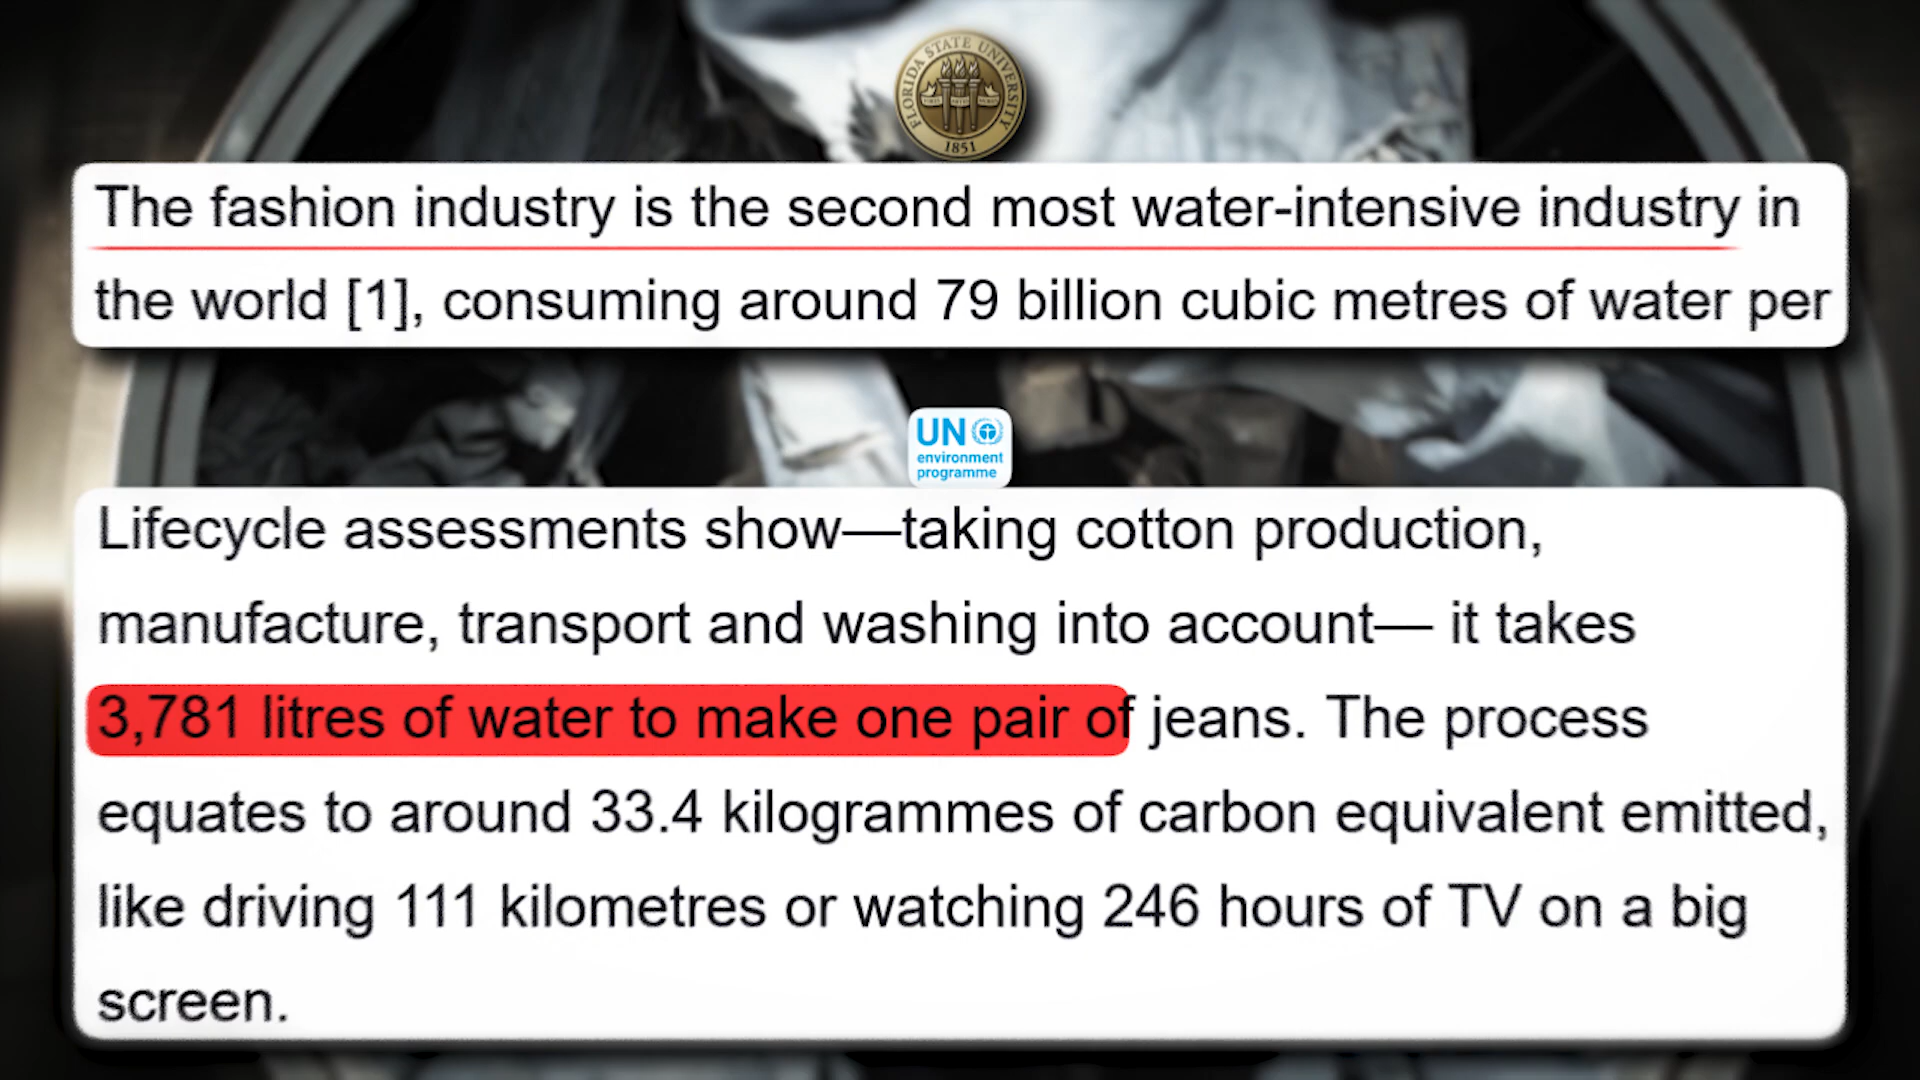 FLORIDA STATE UNIVERSITY
1851
The fashion industry is the second most water-intensive industry in
the world [1], consuming around 79 billion cubic metres of water per
UN
environment
programme
Lifecycle assessments show—taking cotton production,
manufacture, transport and washing into account— it takes
3,781 litres of water to make one pair of jeans. The process
equates to around 33.4 kilogrammes of carbon equivalent emitted,
like driving 111 kilometres or watching 246 hours of TV on a big
screen.